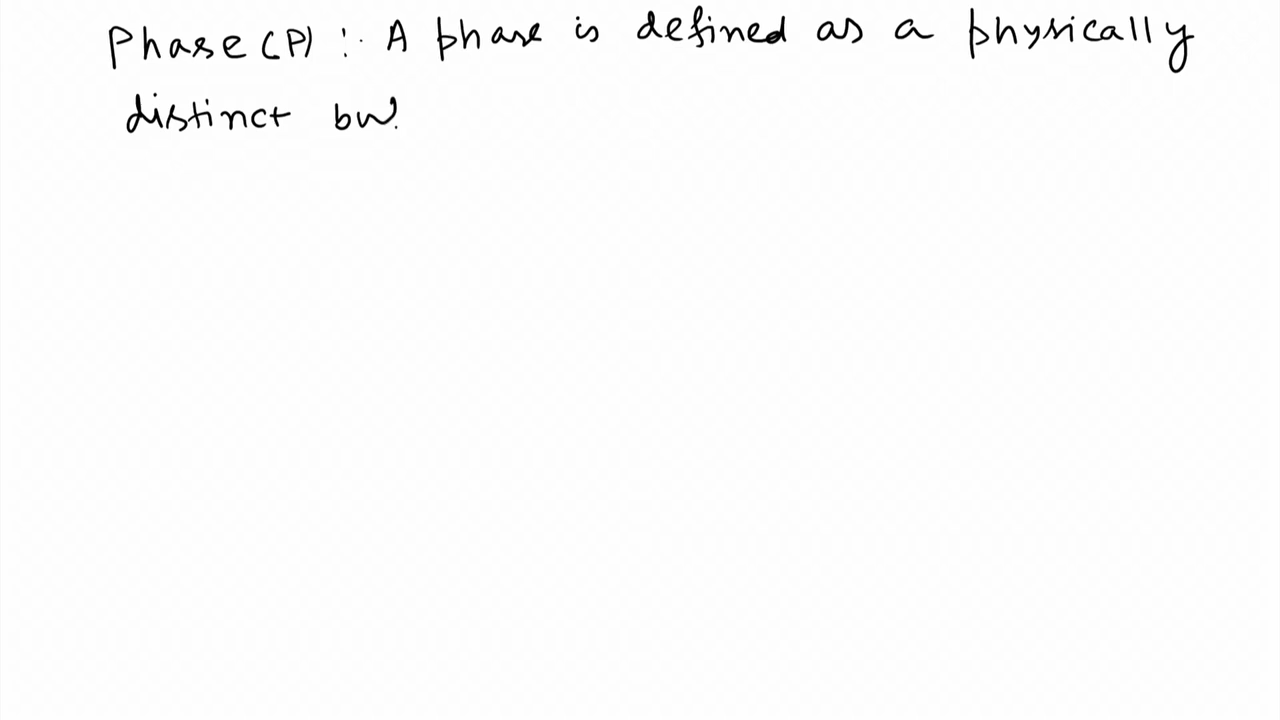 Phase(P) :- A phase is defined as a physically
distinct bw